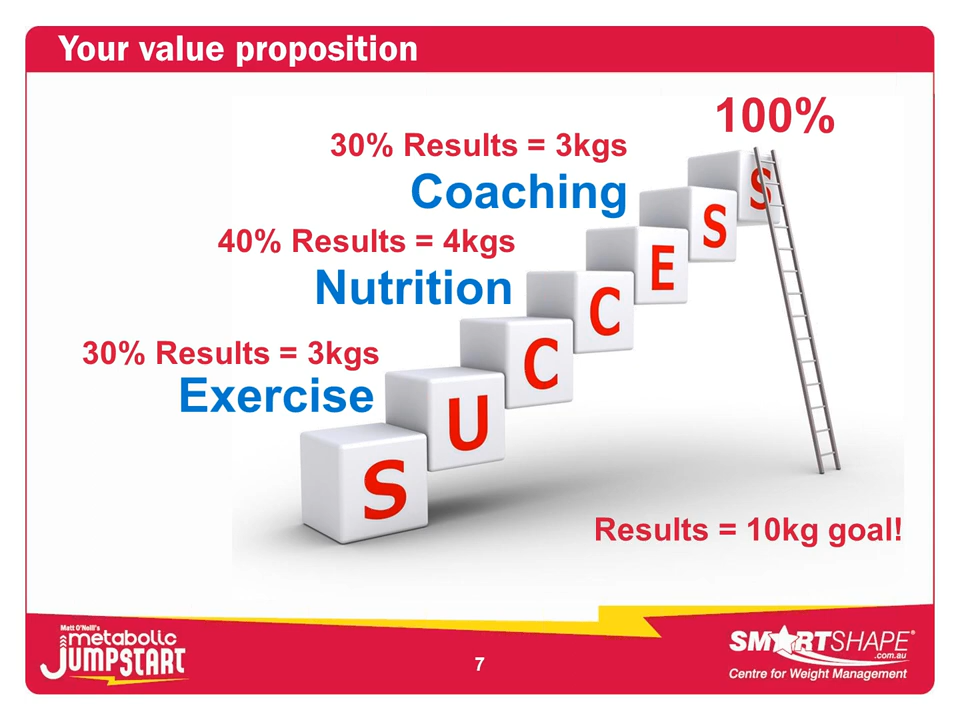 Your value proposition
100%
30% Results = 3kgs
Coaching
40% Results = 4kgs
Nutrition
30% Results = 3kgs
Exercise
S U C C E S S
Results = 10kg goal!
Matt O'Neill's
metabolic
JUMPSTART
7
SMARTSHAPE®
.com.au
Centre for Weight Management